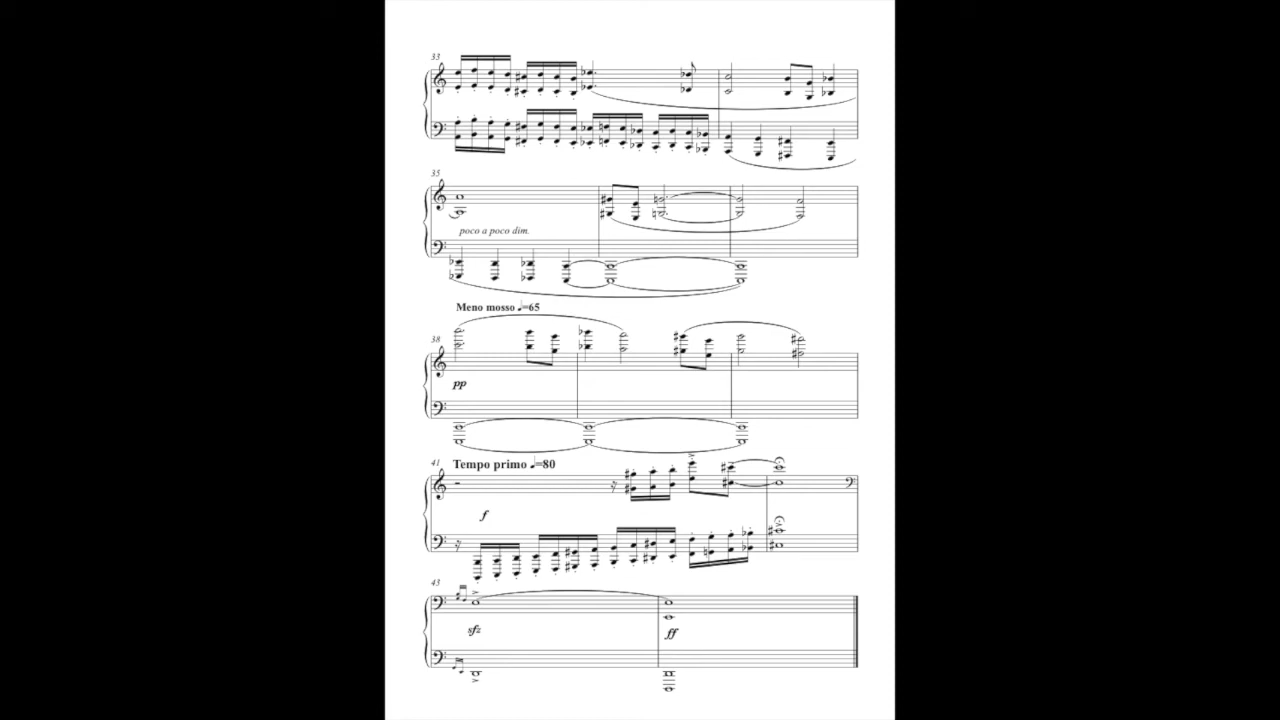 33
35
poco a poco dim.
Meno mosso ♩=65
38
pp
41
Tempo primo ♩=80
f
43
sfz
ff